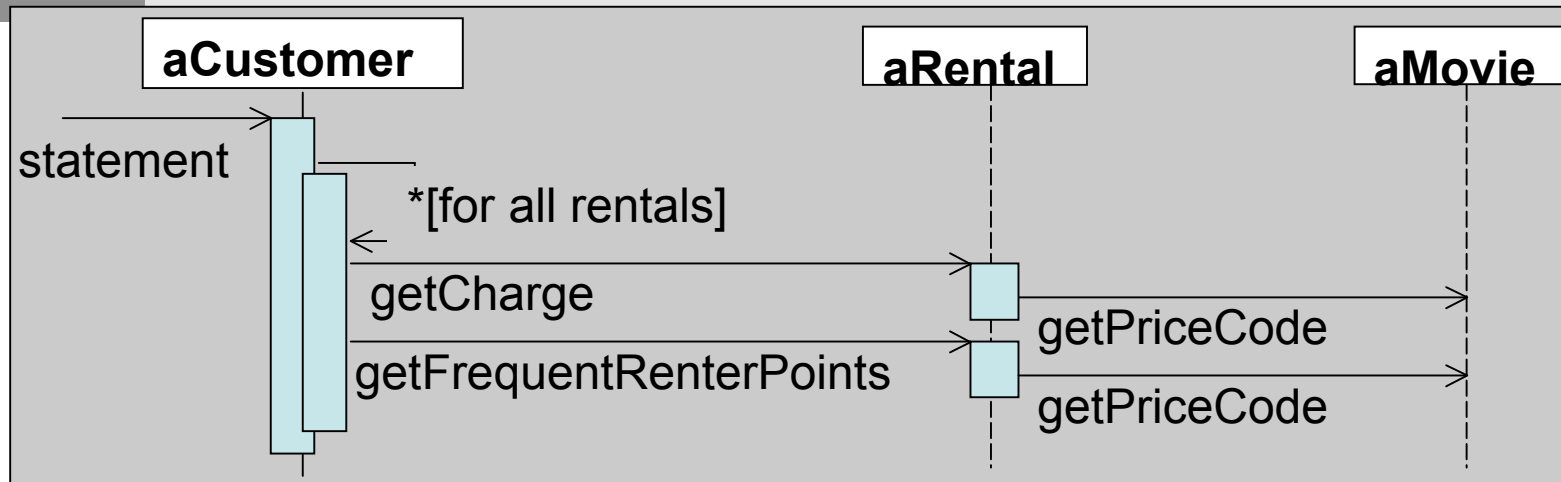 aCustomer
aRental
aMovie
statement
*[for all rentals]
getCharge
getPriceCode
getFrequentRenterPoints
getPriceCode